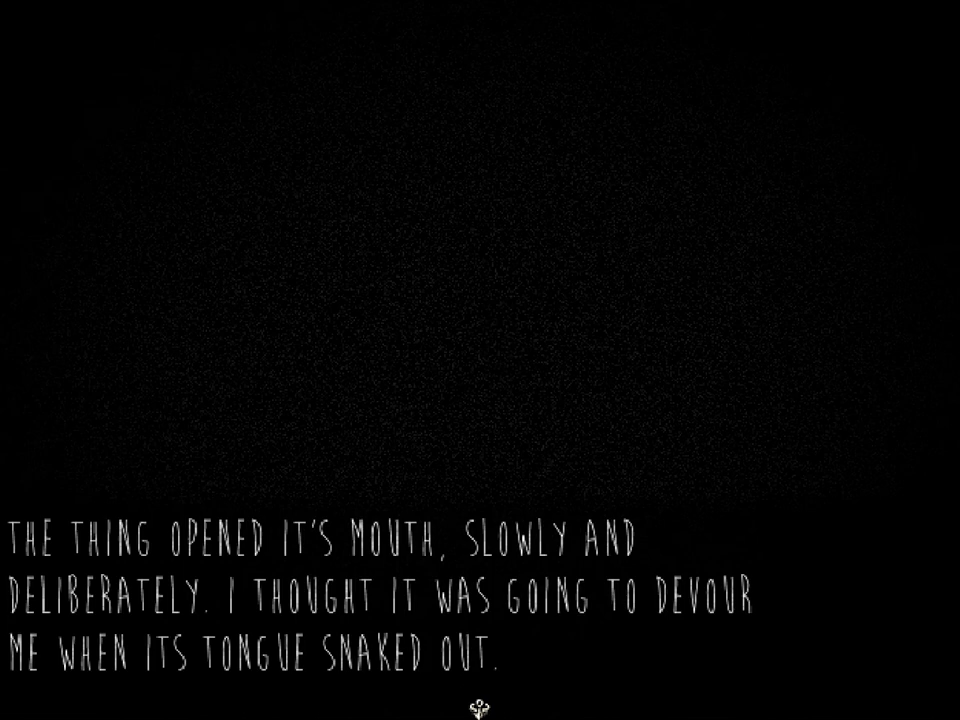 THE THING OPENED IT'S MOUTH, SLOWLY AND
DELIBERATELY. I THOUGHT IT WAS GOING TO DEVOUR
ME WHEN ITS TONGUE SNAKED OUT.